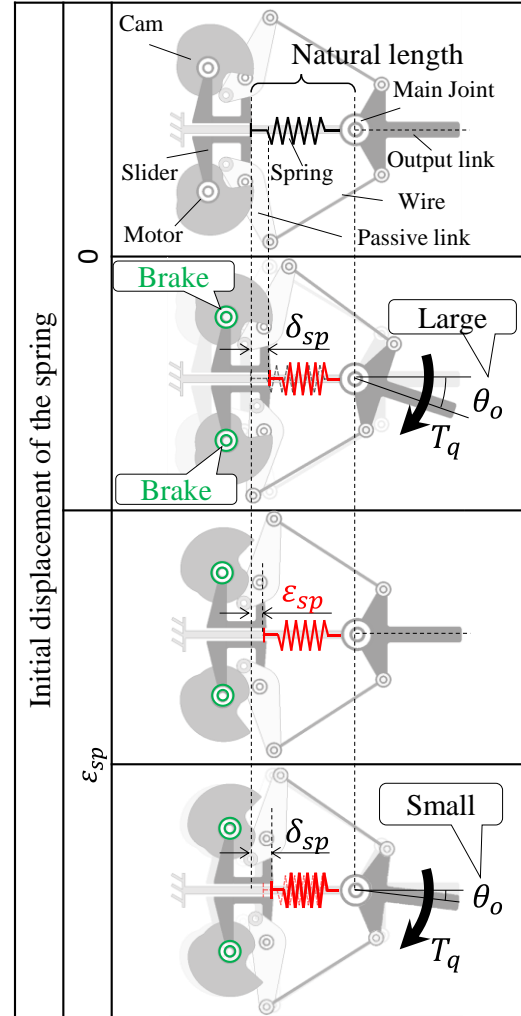 Cam
Natural length
Main Joint
Output link
Slider
Spring
Wire
Motor
Passive link
Initial displacement of the spring
0
Brake
δsp
Large
θo
Tq
Brake
εsp
εsp
δsp
Small
θo
Tq